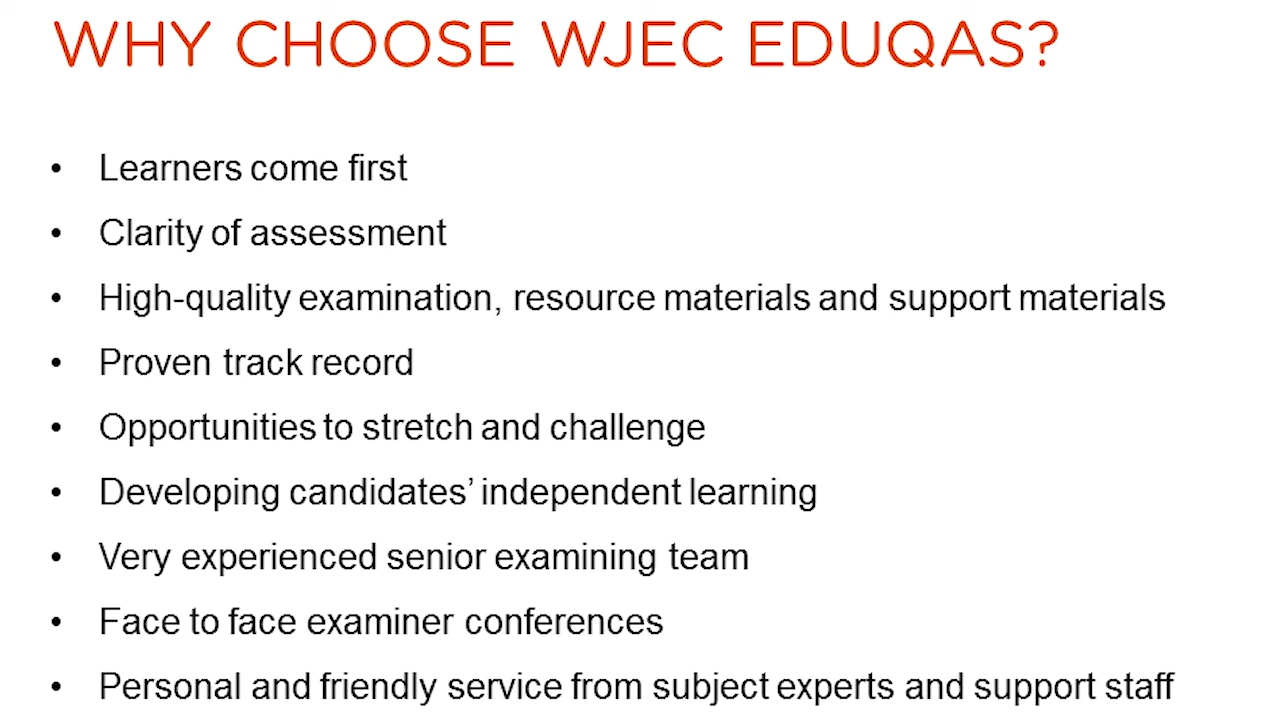 WHY CHOOSE WJEC EDUQAS?
• Learners come first
• Clarity of assessment
• High-quality examination, resource materials and support materials
• Proven track record
• Opportunities to stretch and challenge
• Developing candidates’ independent learning
• Very experienced senior examining team
• Face to face examiner conferences
• Personal and friendly service from subject experts and support staff